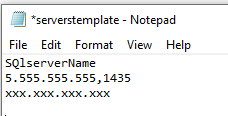 *serverstemplate - Notepad
File Edit Format View Help
SQlserverName
5.555.555.555,1435
xxx.xxx.xxx.xxx